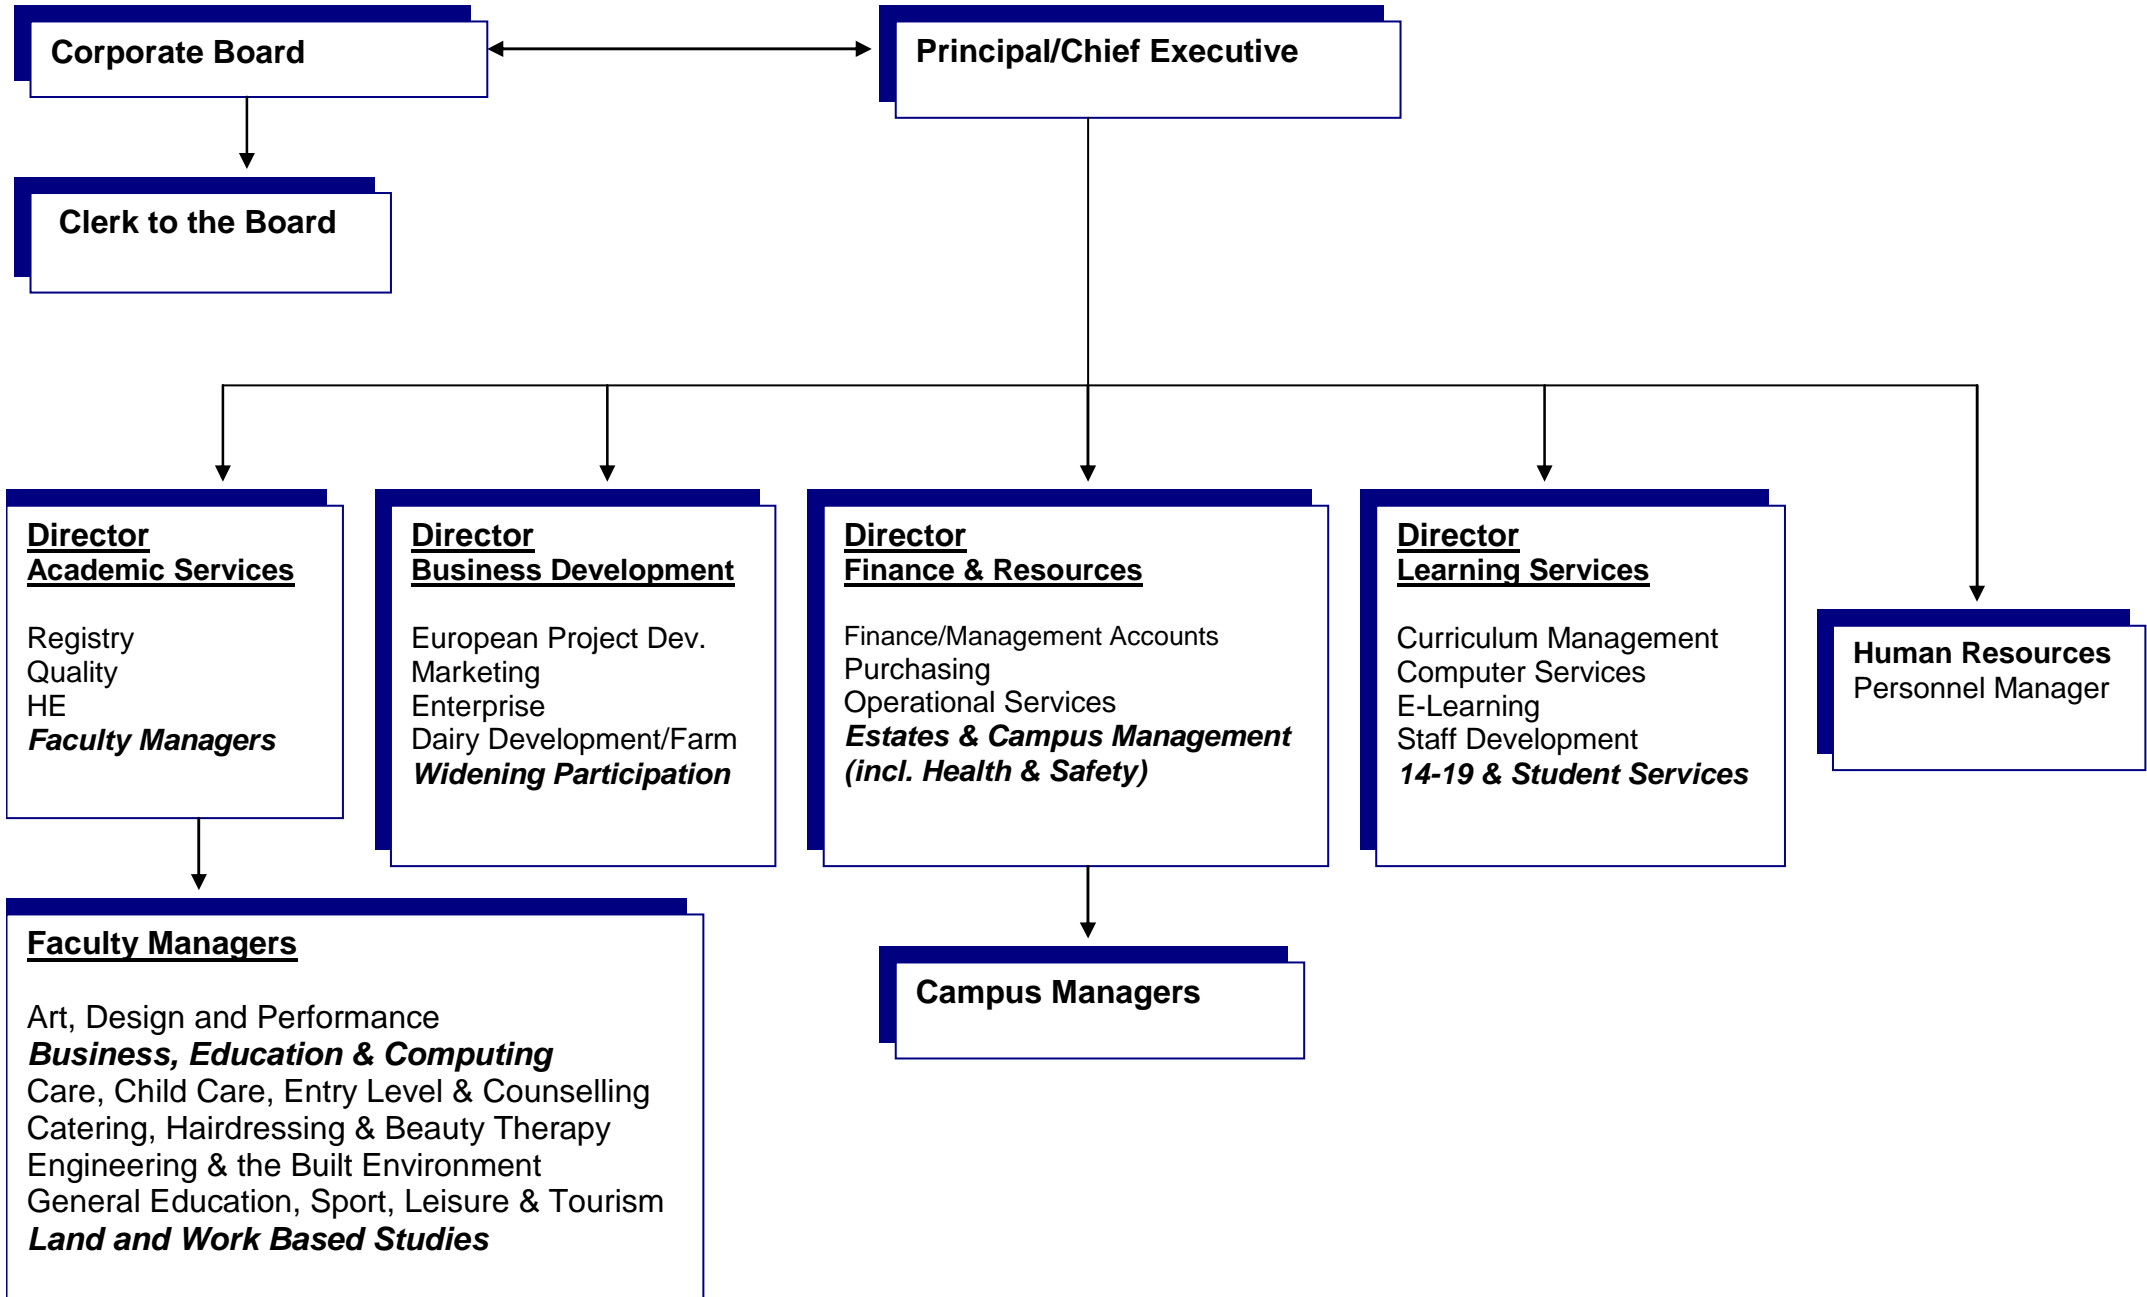 Corporate Board
Principal/Chief Executive
Clerk to the Board
Director
Academic Services
Registry
Quality
HE
Faculty Managers
Director
Business Development
European Project Dev.
Marketing
Enterprise
Dairy Development/Farm
Widening Participation
Director
Finance & Resources
Finance/Management Accounts
Purchasing
Operational Services
Estates & Campus Management
(incl. Health & Safety)
Director
Learning Services
Curriculum Management
Computer Services
E-Learning
Staff Development
14-19 & Student Services
Human Resources
Personnel Manager
Faculty Managers
Art, Design and Performance
Business, Education & Computing
Care, Child Care, Entry Level & Counselling
Catering, Hairdressing & Beauty Therapy
Engineering & the Built Environment
General Education, Sport, Leisure & Tourism
Land and Work Based Studies
Campus Managers